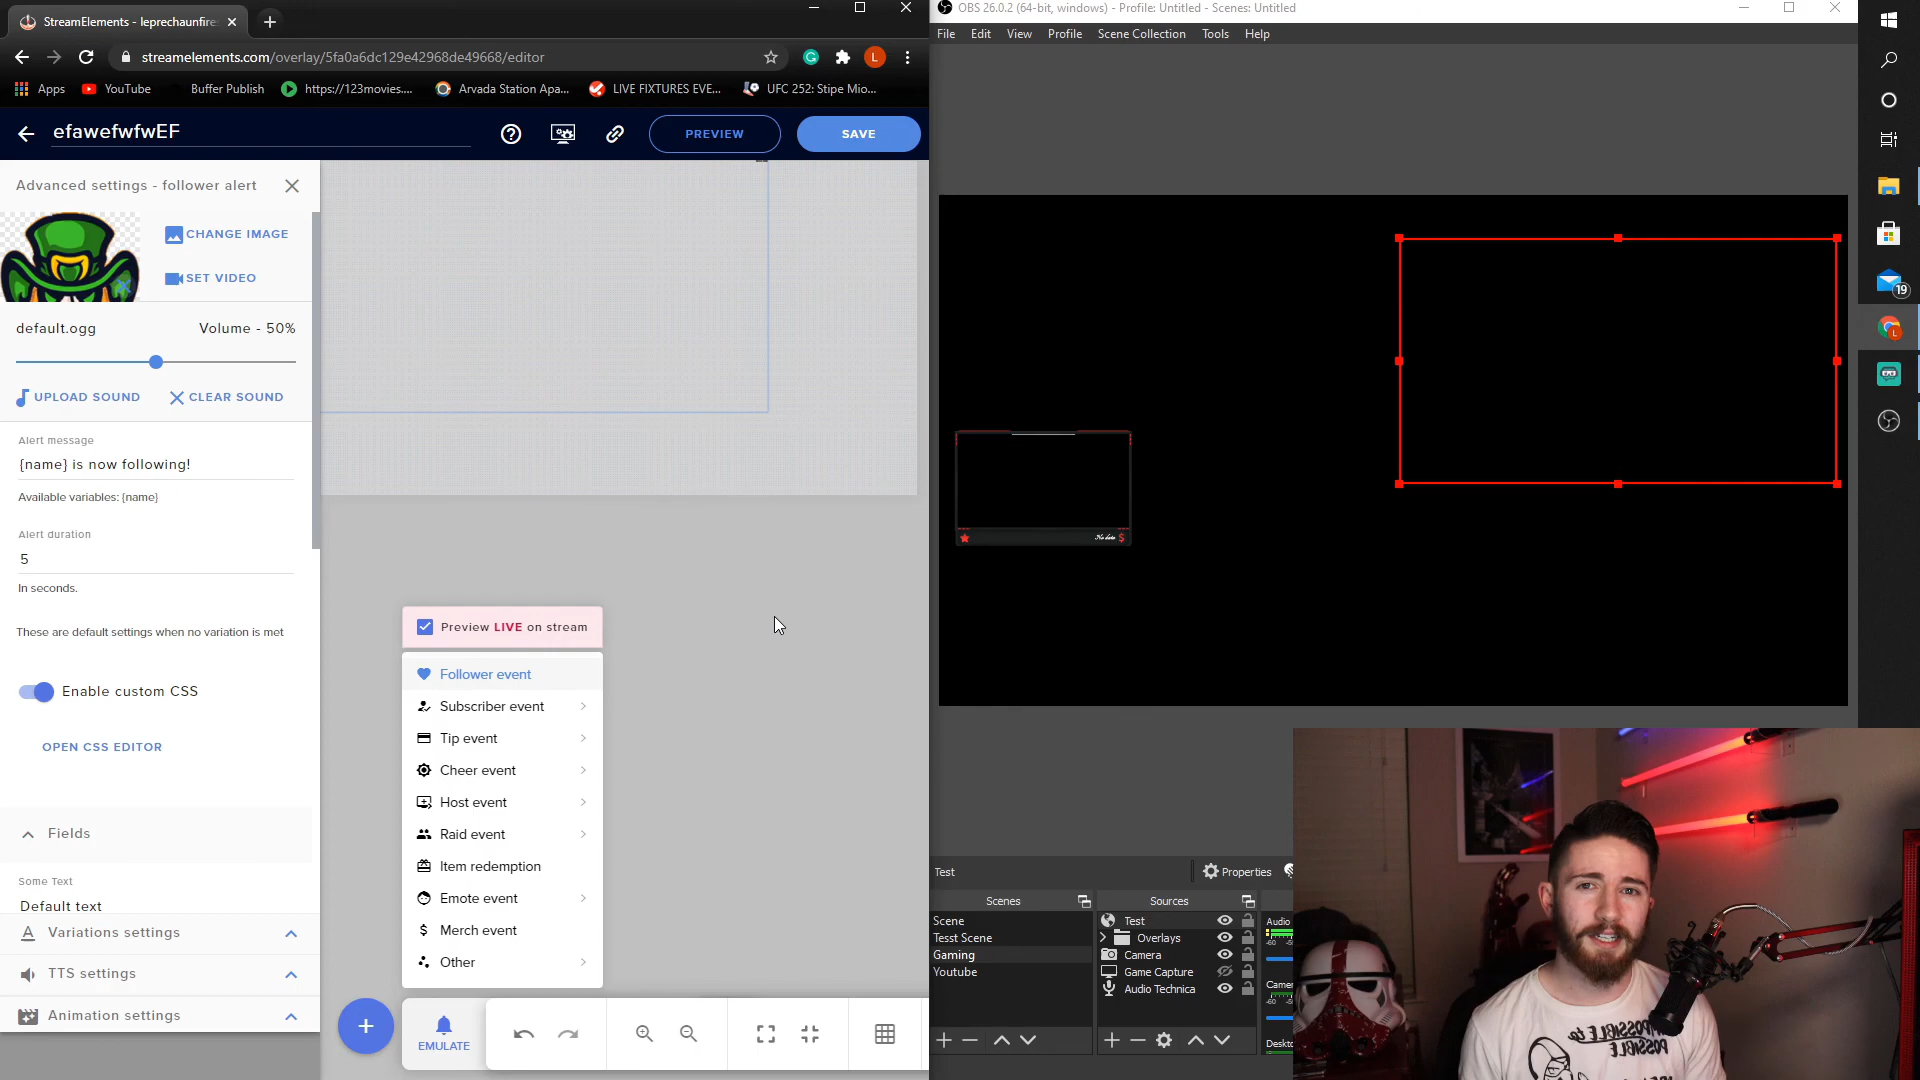 StreamElements - leprechaunfire
streamelements.com/overlay/5fa0a6dc129e42968de49668/editor
Apps
YouTube
Buffer Publish
https://123movies....
Arvada Station Apa...
LIVE FIXTURES EVE...
UFC 252: Stipe Mio...
efawefwfwEF
PREVIEW
SAVE
Advanced settings - follower alert
CHANGE IMAGE
SET VIDEO
default.ogg
Volume - 50%
UPLOAD SOUND
CLEAR SOUND
Alert message
{name} is now following!
Available variables: {name}
Alert duration
5
In seconds.
These are default settings when no variation is met
Enable custom CSS
OPEN CSS EDITOR
Fields
Some Text
Default text
Variations settings
TTS settings
Animation settings
Preview LIVE on stream
Follower event
Subscriber event
Tip event
Cheer event
Host event
Raid event
Item redemption
Emote event
Merch event
Other
EMULATE
OBS 26.0.2 (64-bit, windows) - Profile: Untitled - Scenes: Untitled
File
Edit
View
Profile
Scene Collection
Tools
Help
L
19
L
Test
Properties
Scenes
Scene
Tesst Scene
Gaming
Youtube
Sources
Test
Overlays
Camera
Game Capture
Audio Technica
Audio
-60
Camer
-60
Deskto
POSSIBLE